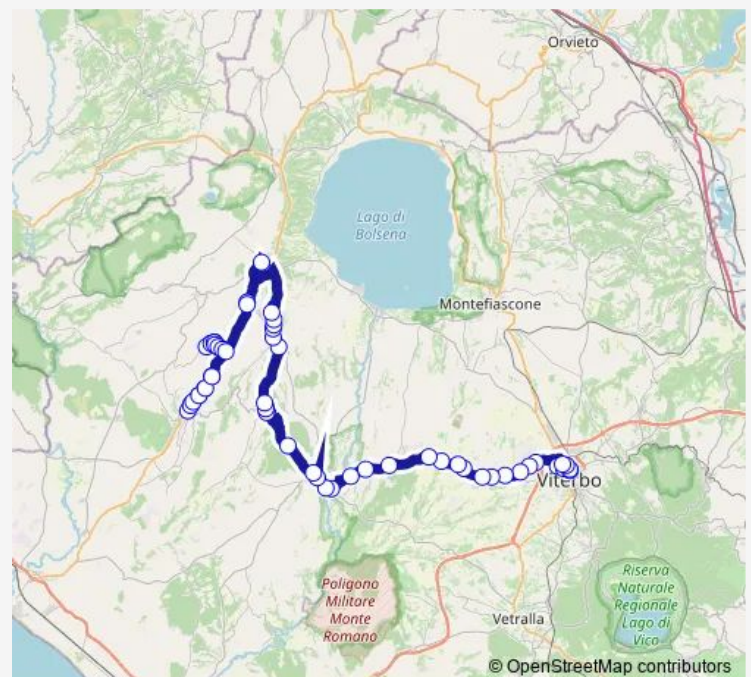 Orvieto
Lago di
Bolsena
Montefiascone
Viterbo
Poligono
Militare
Monte
Romano
Riserva
Naturale
Regionale
Lago di
Vico
Vetralla
© OpenStreetMap contributors